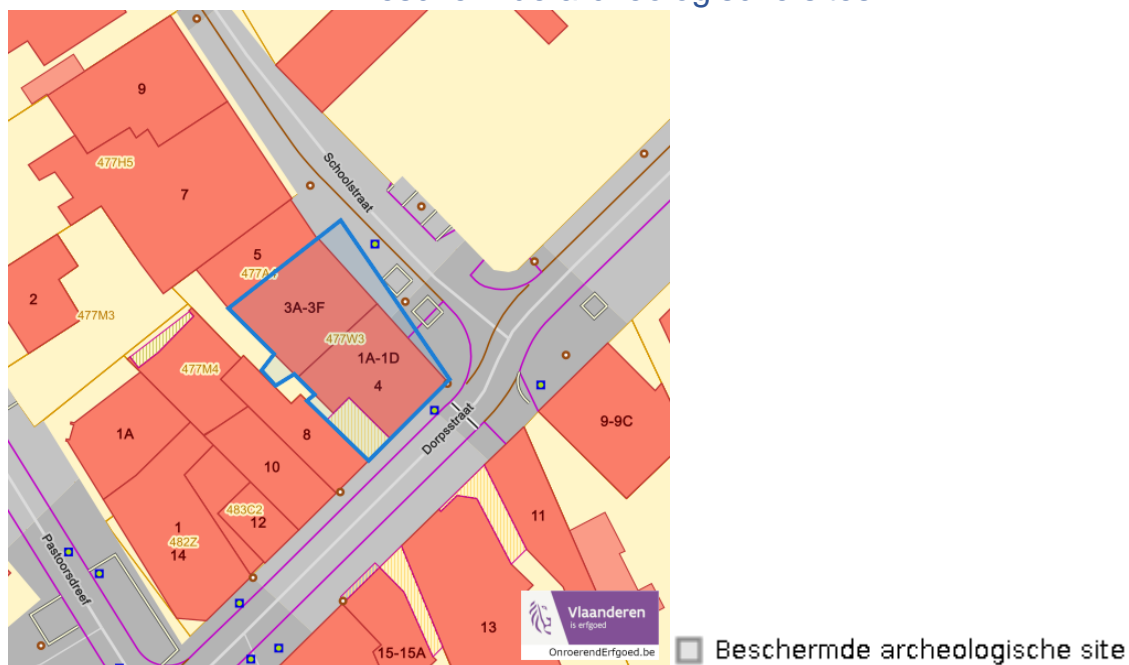 9
477H5
7
Schoolstraat
5
477A4
2
477M3
3A-3F
477W3
1A-1D
4
477M4
1A
8
10
9-9C
Dorpsstraat
483C2
12
1
482Z
14
11
Pastoorsdreef
13
15-15A
Vlaanderen
is erfgoed
OnroerendErfgoed.be
Beschermde archeologische site